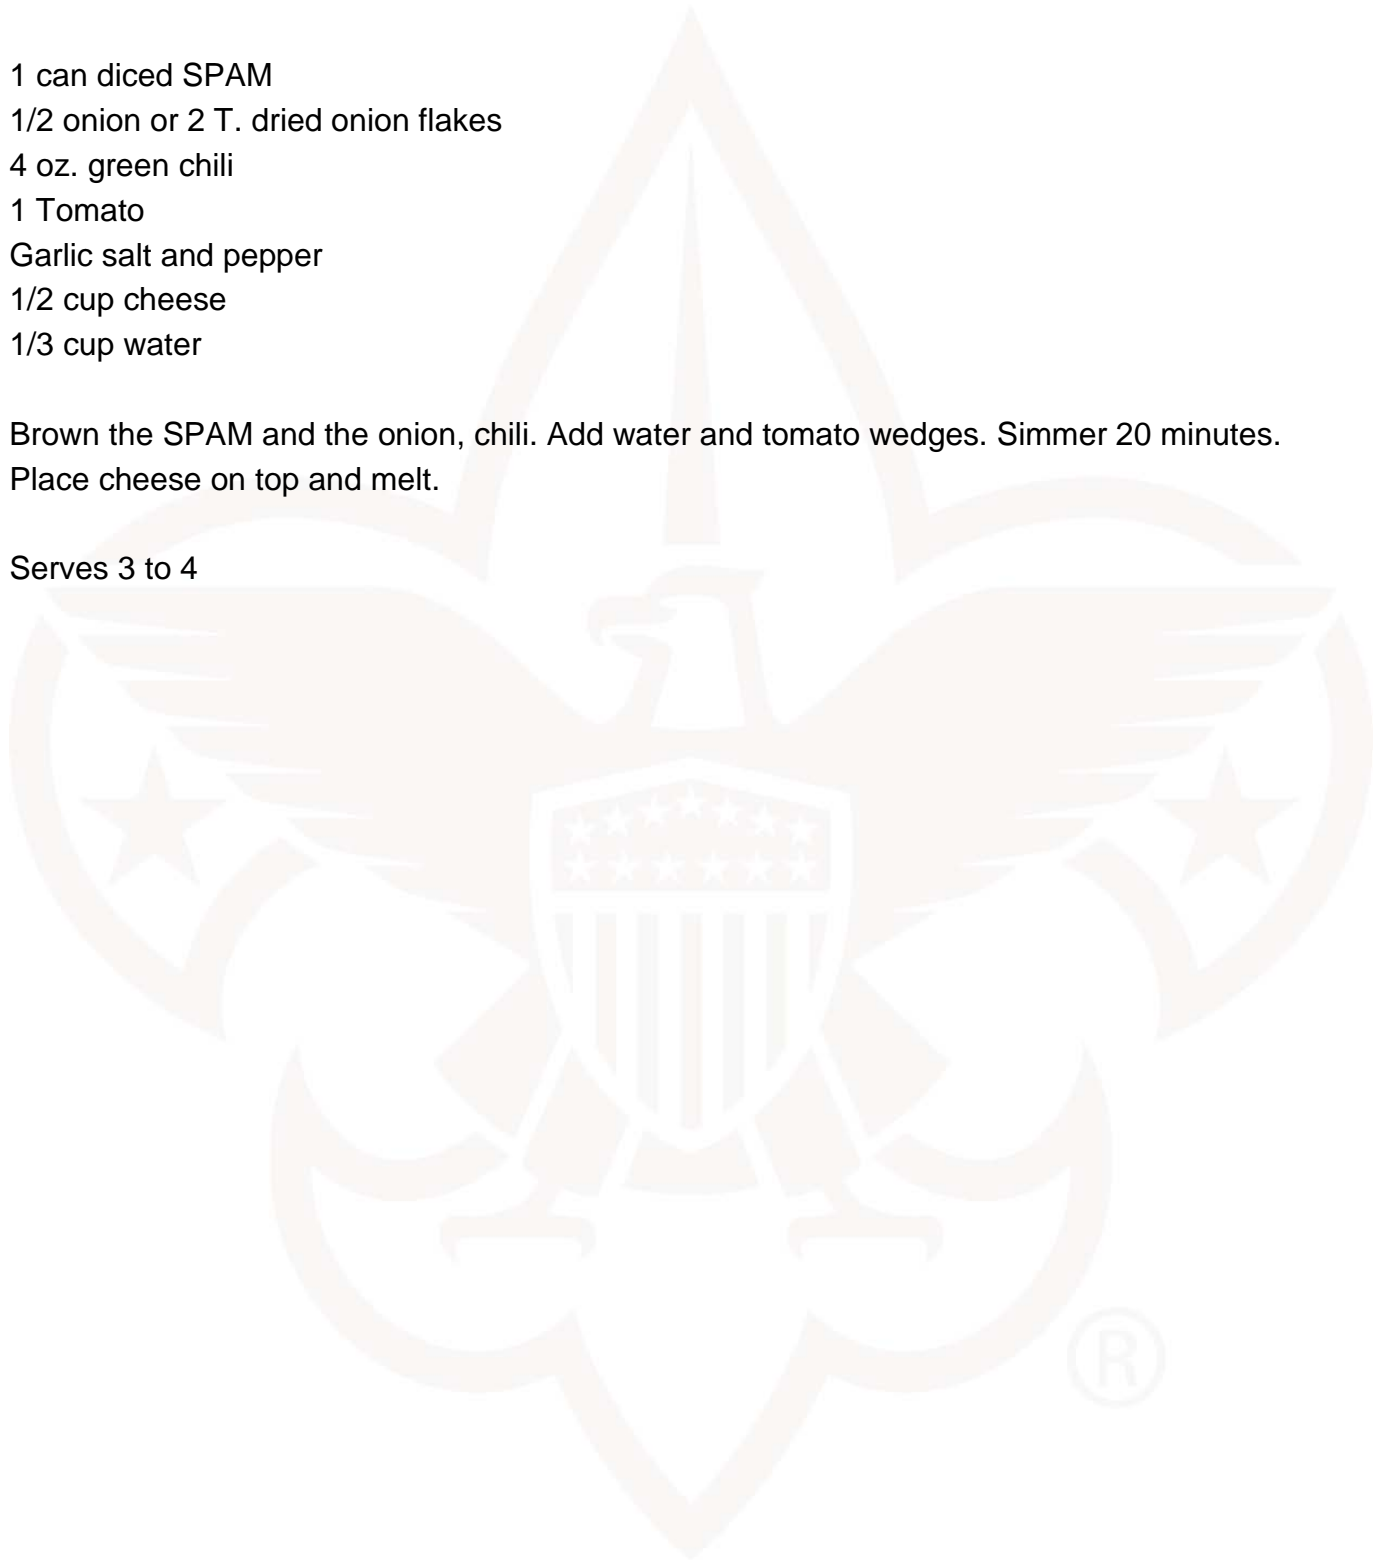 1 can diced SPAM
1/2 onion or 2 T. dried onion flakes
4 oz. green chili
1 Tomato
Garlic salt and pepper
1/2 cup cheese
1/3 cup water
Brown the SPAM and the onion, chili. Add water and tomato wedges. Simmer 20 minutes.
Place cheese on top and melt.
Serves 3 to 4
®